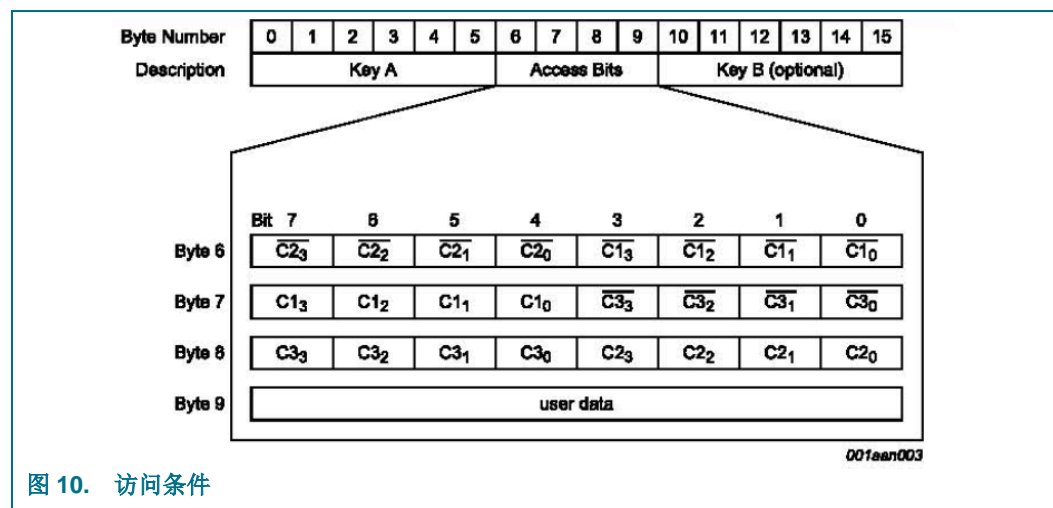 Byte Number 0 1 2 3 4 5 6 7 8 9 10 11 12 13 14 15
Description Key A Access Bits Key B (optional)
Bit 7 6 5 4 3 2 1 0
Byte 6 C2̅₃ C2̅₂ C2̅₁ C2̅₀ C1̅₃ C1̅₂ C1̅₁ C1̅₀
Byte 7 C1₃ C1₂ C1₁ C1₀ C3̅₃ C3̅₂ C3̅₁ C3̅₀
Byte 8 C3₃ C3₂ C3₁ C3₀ C2₃ C2₂ C2₁ C2₀
Byte 9 user data
001aan003
图 10. 访问条件